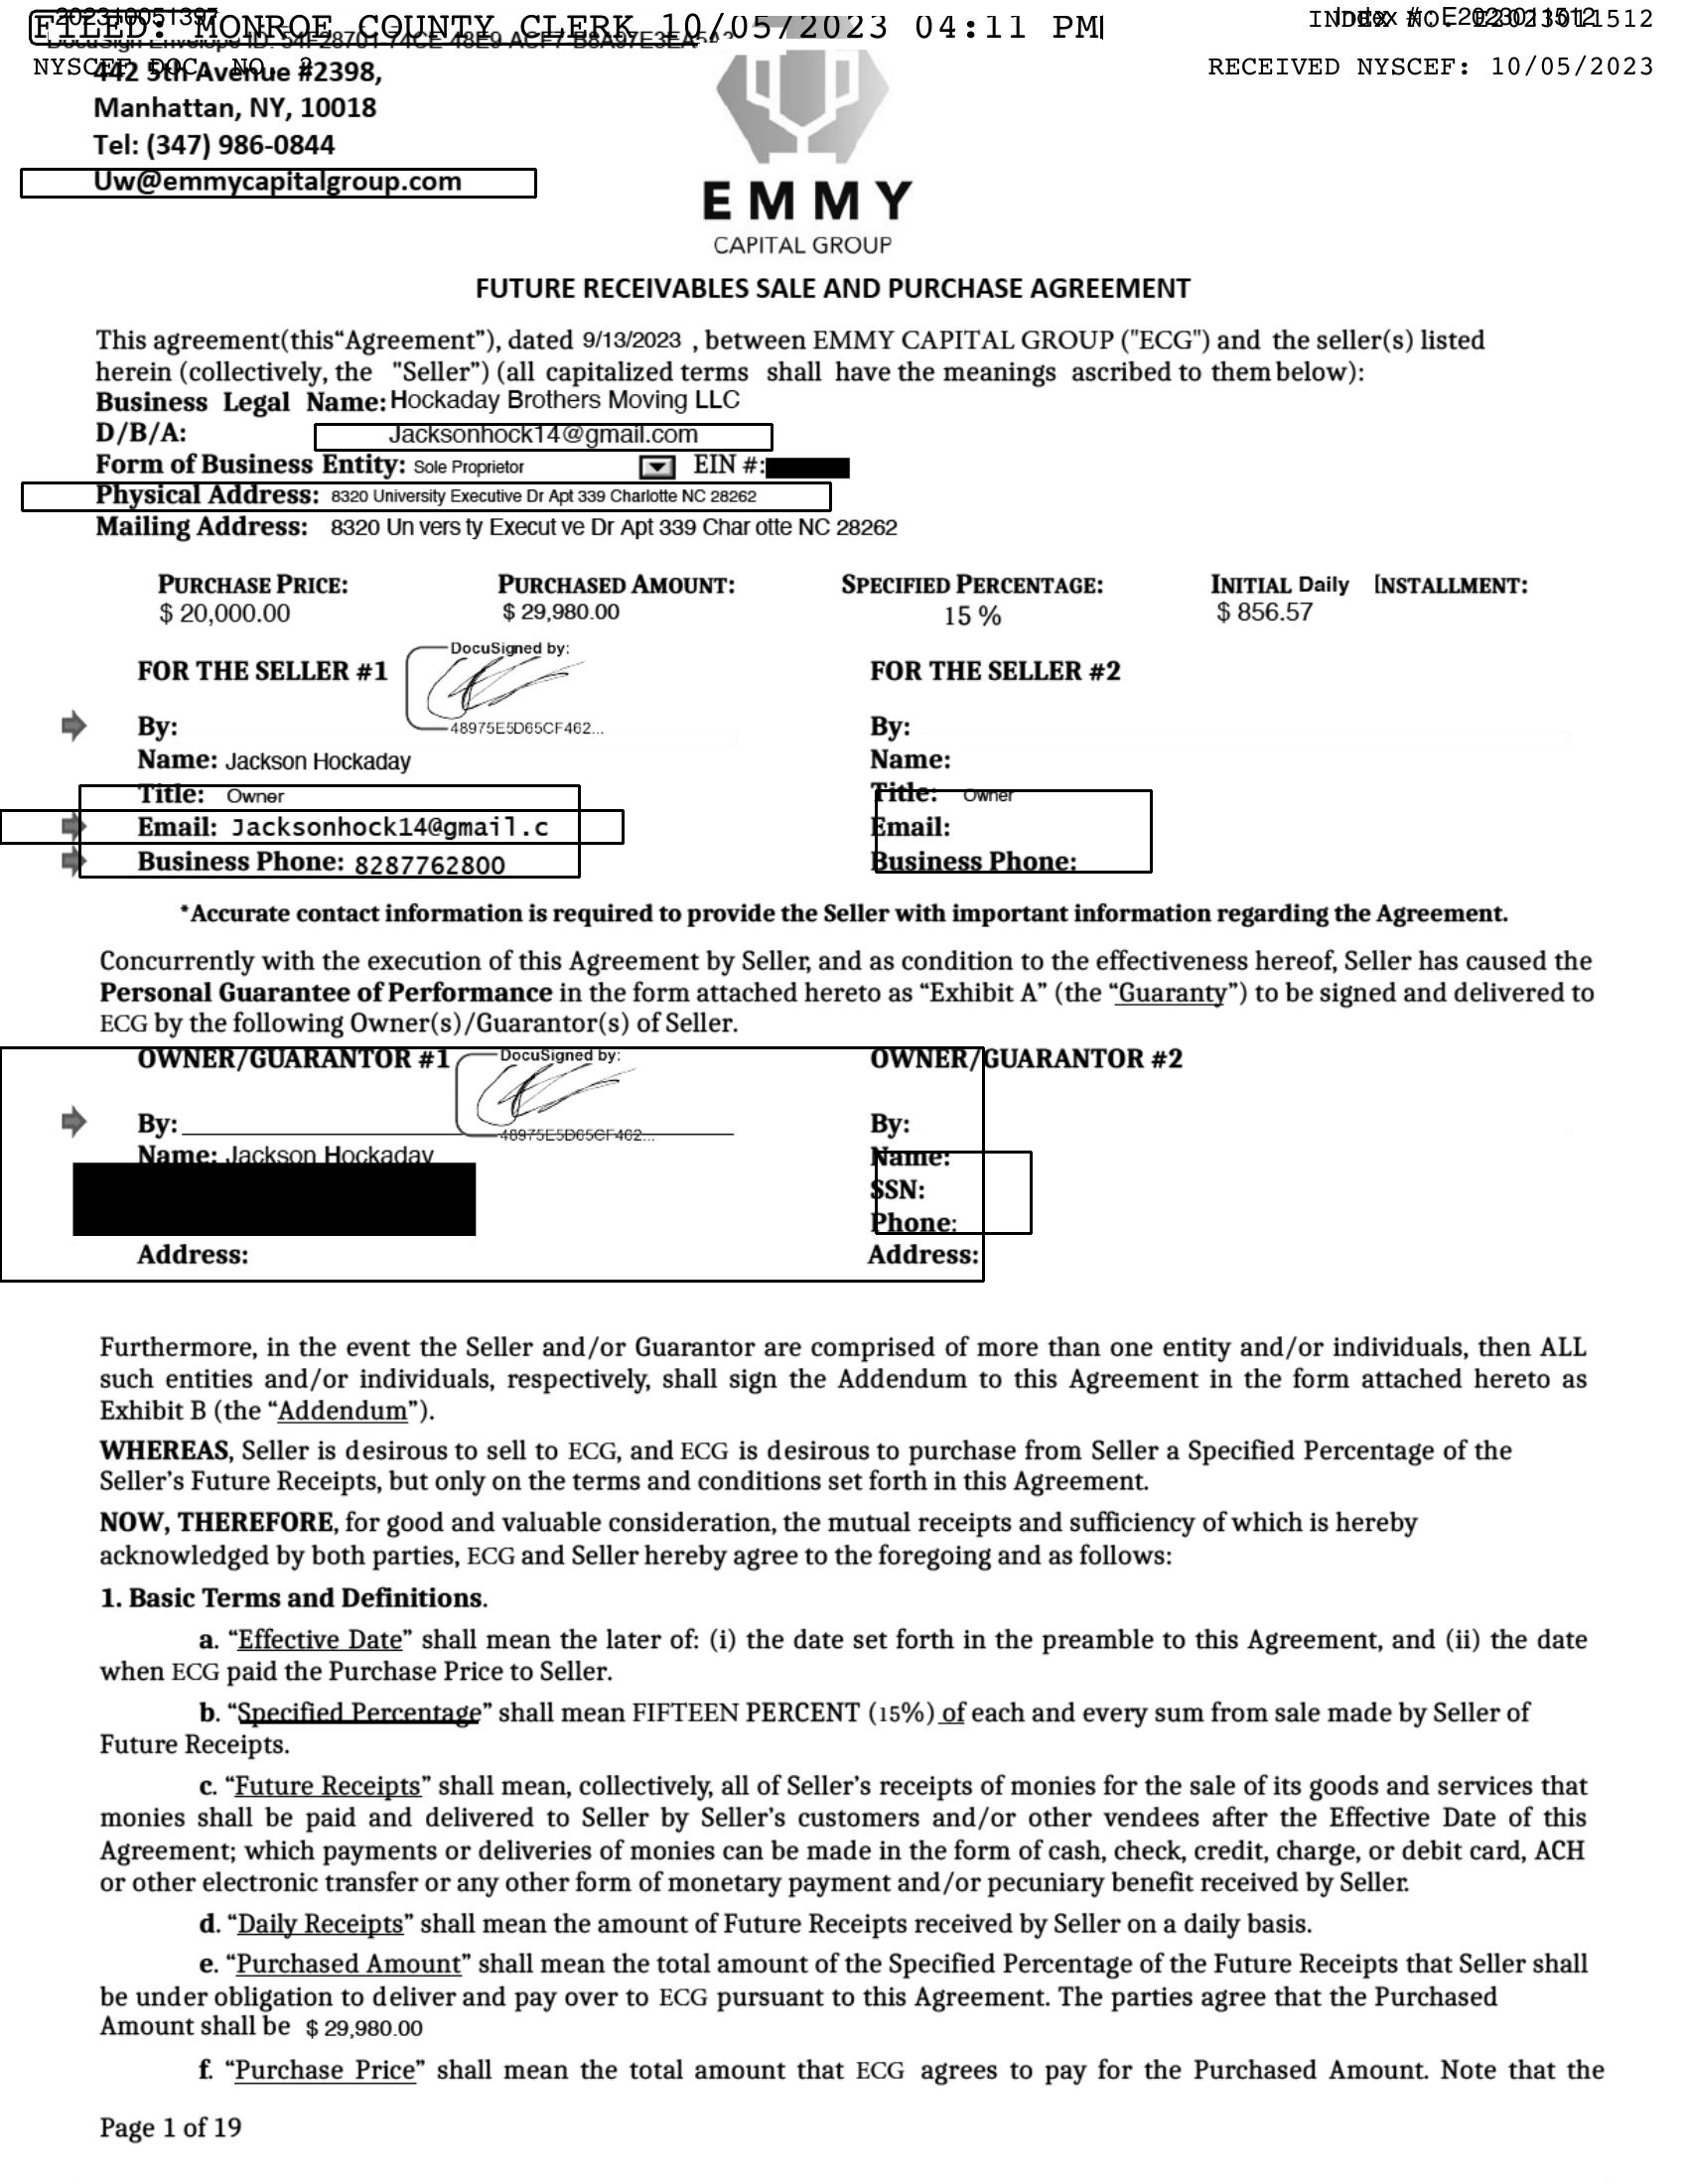 FILED: MONROE COUNTY CLERK 10/05/2023 04:11 PM
INDEX NO. E2023011512
202310051397
Index #: E2023011512
DocuSign Envelope ID:
NYSCEF DOC. NO. 2
RECEIVED NYSCEF: 10/05/2023
442 5th Avenue #2398,
Manhattan, NY, 10018
Tel: (347) 986-0844
Uw@emmycapitalgroup.com
EMMY
CAPITAL GROUP
FUTURE RECEIVABLES SALE AND PURCHASE AGREEMENT
This agreement(this“Agreement”), dated 9/13/2023 , between EMMY CAPITAL GROUP ("ECG") and the seller(s) listed
herein (collectively, the "Seller") (all capitalized terms shall have the meanings ascribed to them below):
Business Legal Name: Hockaday Brothers Moving LLC
D/B/A: Jacksonhock14@gmail.com
Form of Business Entity: Sole Proprietor EIN #:
Physical Address: 8320 University Executive Dr Apt 339 Charlotte NC 28262
Mailing Address: 8320 Un vers ty Execut ve Dr Apt 339 Char otte NC 28262
PURCHASE PRICE: PURCHASED AMOUNT: SPECIFIED PERCENTAGE: INITIAL Daily INSTALLMENT:
$ 20,000.00 $ 29,980.00 15 % $ 856.57
DocuSigned by:
FOR THE SELLER #1 FOR THE SELLER #2
48975E5D65CF462...
By: By:
Name: Jackson Hockaday Name:
Title: Owner Title: Owner
Email: Jacksonhock14@gmail.c Email:
Business Phone: 8287762800 Business Phone:
*Accurate contact information is required to provide the Seller with important information regarding the Agreement.
Concurrently with the execution of this Agreement by Seller, and as condition to the effectiveness hereof, Seller has caused the
Personal Guarantee of Performance in the form attached hereto as “Exhibit A” (the “Guaranty”) to be signed and delivered to
ECG by the following Owner(s)/Guarantor(s) of Seller.
OWNER/GUARANTOR #1 DocuSigned by: OWNER/GUARANTOR #2
By: By:
48975E5D65CF462...
Name: Jackson Hockaday Name:
SSN:
Phone:
Address: Address:
Furthermore, in the event the Seller and/or Guarantor are comprised of more than one entity and/or individuals, then ALL
such entities and/or individuals, respectively, shall sign the Addendum to this Agreement in the form attached hereto as
Exhibit B (the “Addendum”).
WHEREAS, Seller is desirous to sell to ECG, and ECG is desirous to purchase from Seller a Specified Percentage of the
Seller’s Future Receipts, but only on the terms and conditions set forth in this Agreement.
NOW, THEREFORE, for good and valuable consideration, the mutual receipts and sufficiency of which is hereby
acknowledged by both parties, ECG and Seller hereby agree to the foregoing and as follows:
1. Basic Terms and Definitions.
a. “Effective Date” shall mean the later of: (i) the date set forth in the preamble to this Agreement, and (ii) the date
when ECG paid the Purchase Price to Seller.
b. “Specified Percentage” shall mean FIFTEEN PERCENT (15%) of each and every sum from sale made by Seller of
Future Receipts.
c. “Future Receipts” shall mean, collectively, all of Seller’s receipts of monies for the sale of its goods and services that
monies shall be paid and delivered to Seller by Seller’s customers and/or other vendees after the Effective Date of this
Agreement; which payments or deliveries of monies can be made in the form of cash, check, credit, charge, or debit card, ACH
or other electronic transfer or any other form of monetary payment and/or pecuniary benefit received by Seller.
d. “Daily Receipts” shall mean the amount of Future Receipts received by Seller on a daily basis.
e. “Purchased Amount” shall mean the total amount of the Specified Percentage of the Future Receipts that Seller shall
be under obligation to deliver and pay over to ECG pursuant to this Agreement. The parties agree that the Purchased
Amount shall be $ 29,980.00
f. “Purchase Price” shall mean the total amount that ECG agrees to pay for the Purchased Amount. Note that the
Page 1 of 19